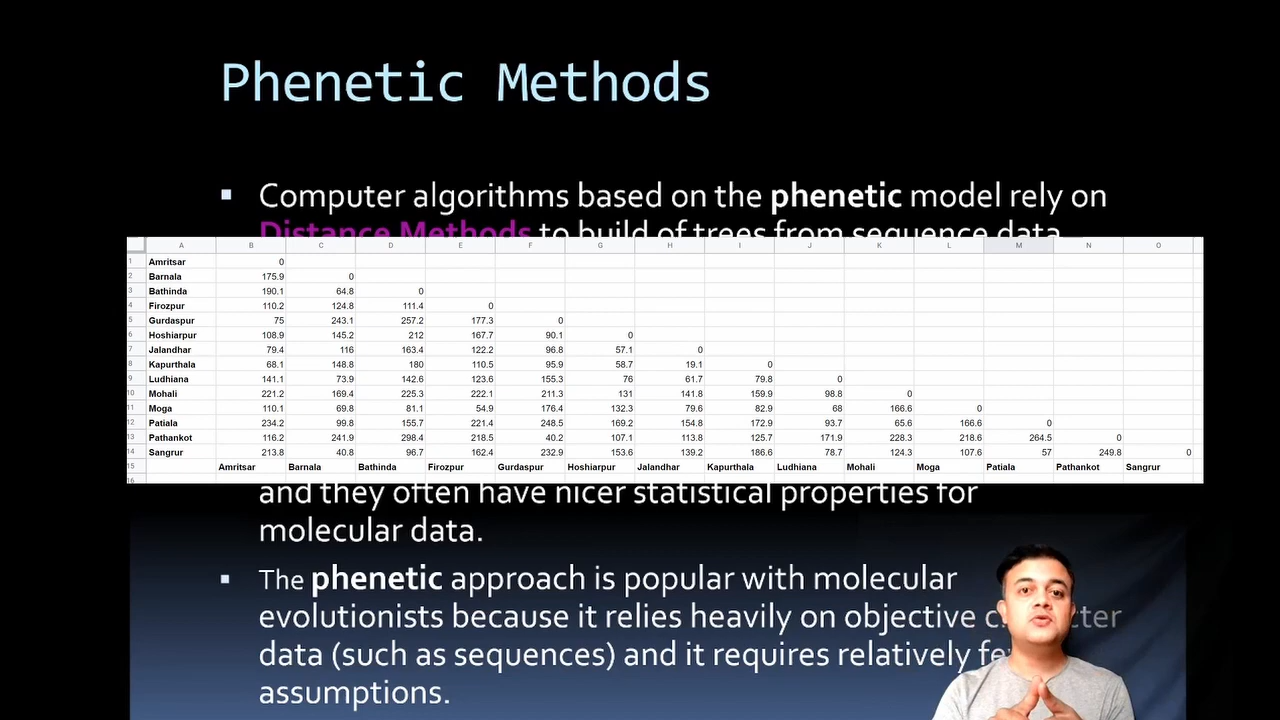 Phenetic Methods
▪ Computer algorithms based on the phenetic model rely on
Distance Methods to build of trees from sequence data
A B C D E F G H I J K L M N O
1 Amritsar 0
2 Barnala 175.9 0
3 Bathinda 190.1 64.8 0
4 Firozpur 110.2 124.8 111.4 0
5 Gurdaspur 75 243.1 257.2 177.3 0
6 Hoshiarpur 108.9 145.2 212 167.7 90.1 0
7 Jalandhar 79.4 116 163.4 122.2 96.8 57.1 0
8 Kapurthala 68.1 148.8 180 110.5 95.9 58.7 19.1 0
9 Ludhiana 141.1 73.9 142.6 123.6 155.3 76 61.7 79.8 0
10 Mohali 221.2 169.4 225.3 222.1 211.3 131 141.8 159.9 98.8 0
11 Moga 110.1 69.8 81.1 54.9 176.4 132.3 79.6 82.9 68 166.6 0
12 Patiala 234.2 99.8 155.7 221.4 248.5 169.2 154.8 172.9 93.7 65.6 166.6 0
13 Pathankot 116.2 241.9 298.4 218.5 40.2 107.1 113.8 125.7 171.9 228.3 218.6 264.5 0
14 Sangrur 213.8 40.8 96.7 162.4 232.9 153.6 139.2 186.6 78.7 124.3 107.6 57 249.8 0
15 Amritsar Barnala Bathinda Firozpur Gurdaspur Hoshiarpur Jalandhar Kapurthala Ludhiana Mohali Moga Patiala Pathankot Sangrur
16
and they often have nicer statistical properties for
molecular data.
▪ The phenetic approach is popular with molecular
evolutionists because it relies heavily on objective
data (such as sequences) and it requires relatively
assumptions.